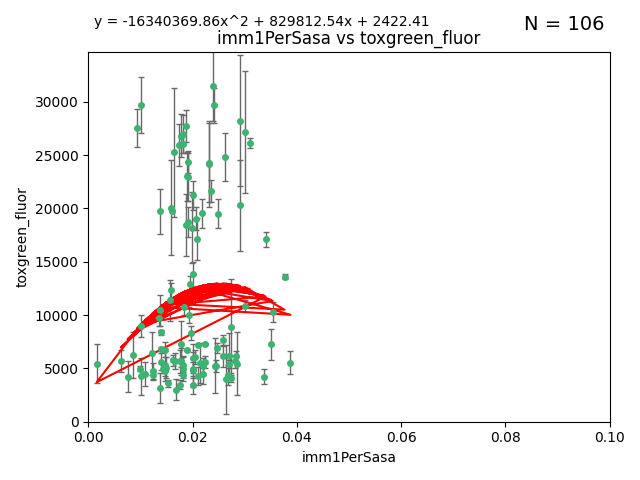 y = -16340369.86x^2 + 829812.54x + 2422.41
N = 106
imm1PerSasa vs toxgreen_fluor
30000
25000
20000
15000
10000
5000
0
toxgreen_fluor
0.00 0.02 0.04 0.06 0.08 0.10
imm1PerSasa